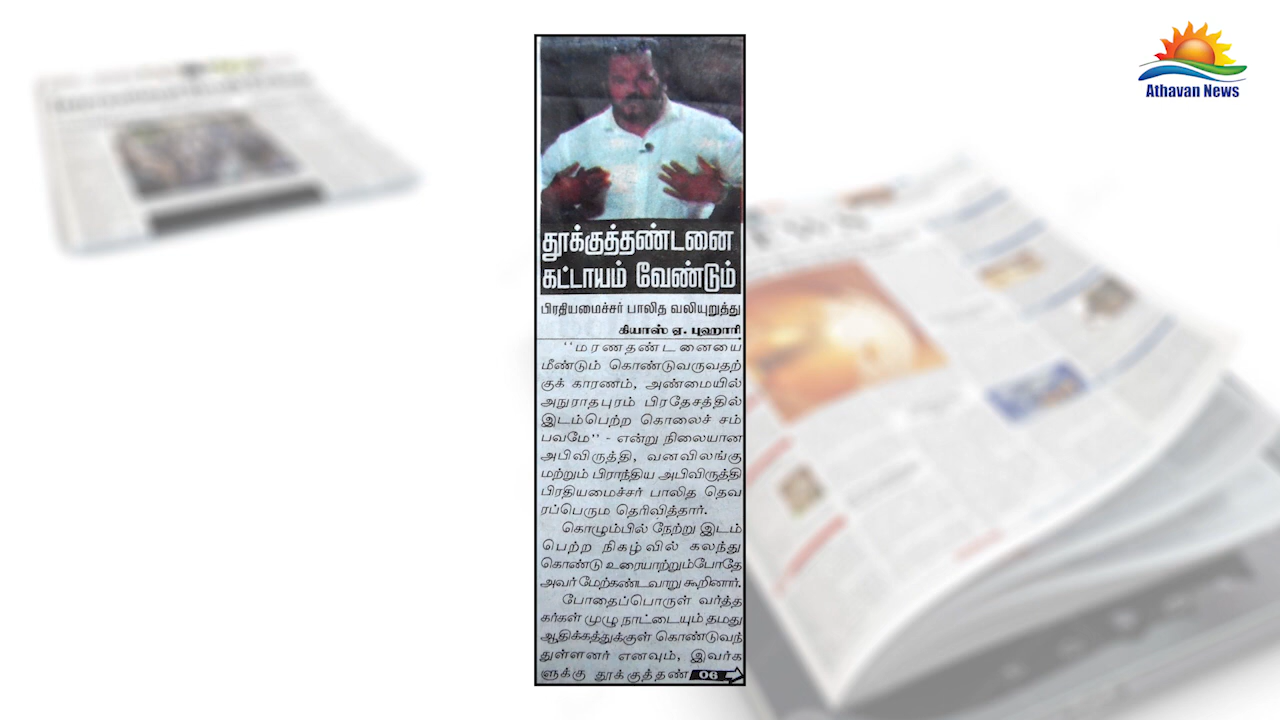 Athavan News
தூக்குத்தண்டனை
கட்டாயம் வேண்டும்
பிரதியமைச்சர் பாலித வலியுறுத்து
கியாஸ் ஏ. புஹாரி
"மரணதண்டனையை
மீண்டும் கொண்டுவருவதற்
குக் காரணம், அண்மையில்
அநுராதபுரம் பிரதேசத்தில்
இடம்பெற்ற கொலைச் சம்
பவமே" - என்று நிலையான
அபிவிருத்தி, வனவிலங்கு
மற்றும் பிராந்திய அபிவிருத்தி
பிரதியமைச்சர் பாலித தெவ
ரப்பெரும தெரிவித்தார்.
கொழும்பில் நேற்று இடம்
பெற்ற நிகழ்வில் கலந்து
கொண்டு உரையாற்றும்போதே
அவர் மேற்கண்டவாறு கூறினார்.
போதைப்பொருள் வர்த்த
கர்கள் முழு நாட்டையும் தமது
ஆதிக்கத்துக்குள் கொண்டுவந்
துள்ளனர் எனவும், இவர்க
ளுக்கு தூக்குத்தண் 06